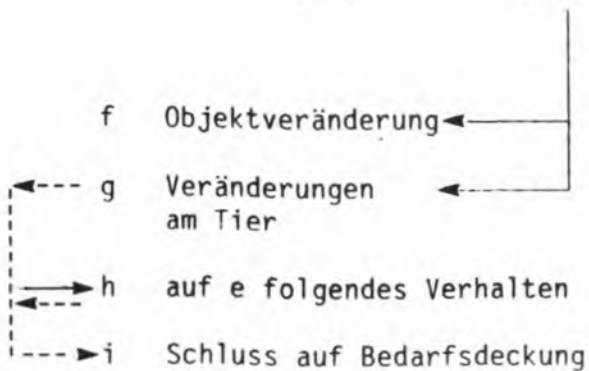 f Objektveränderung
g Veränderungen
am Tier
h auf e folgendes Verhalten
i Schluss auf Bedarfsdeckung